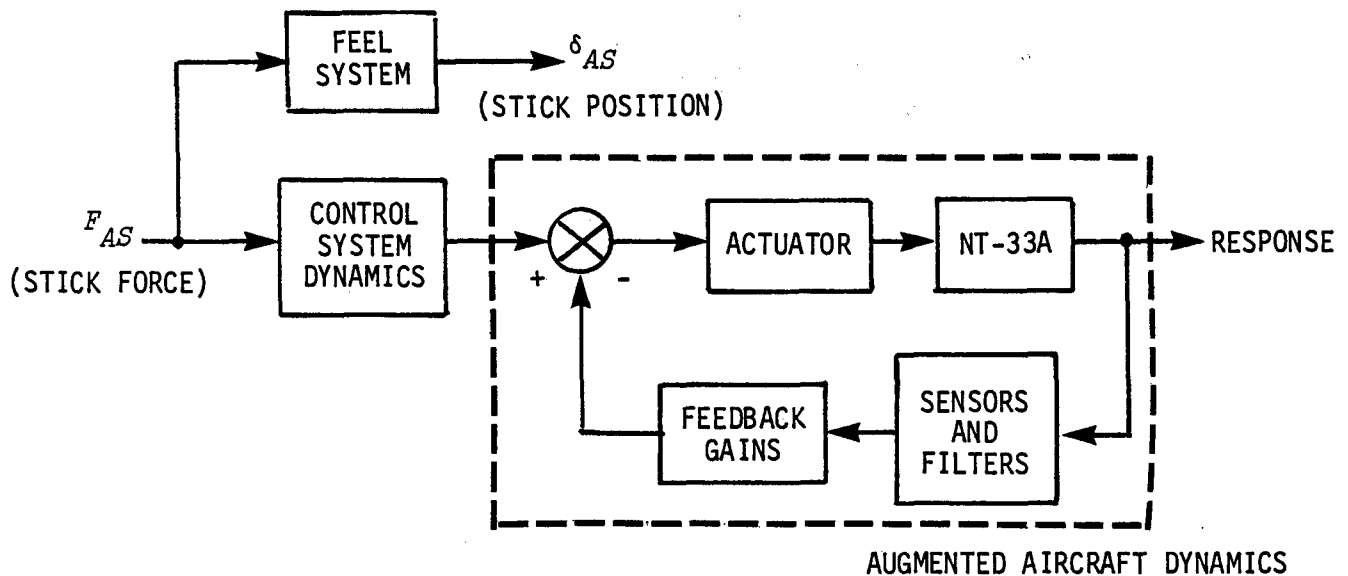 FEEL
SYSTEM
δAS
(STICK POSITION)
FAS
(STICK FORCE)
CONTROL
SYSTEM
DYNAMICS
+
-
ACTUATOR
NT-33A
RESPONSE
FEEDBACK
GAINS
SENSORS
AND
FILTERS
AUGMENTED AIRCRAFT DYNAMICS